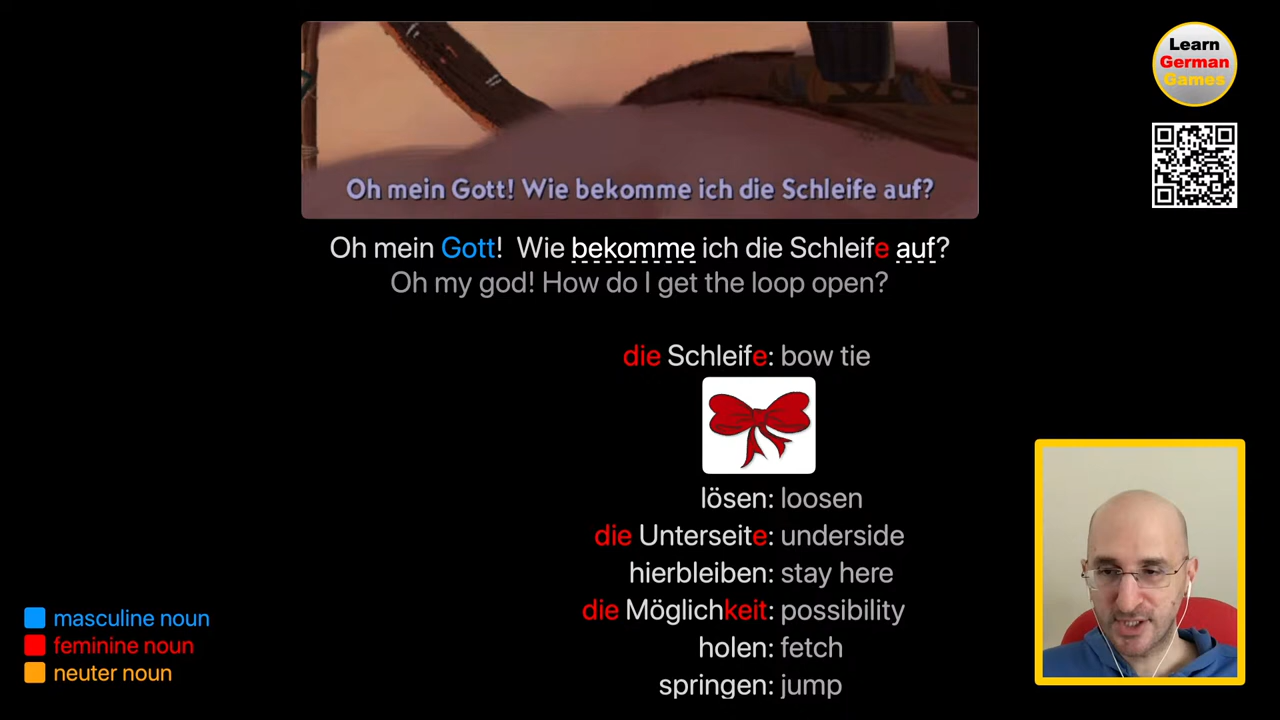 Learn
German
Games
Oh mein Gott! Wie bekomme ich die Schleife auf?
Oh mein Gott! Wie bekomme ich die Schleife auf?
Oh my god! How do I get the loop open?
die Schleife: bow tie
lösen: loosen
die Unterseite: underside
hierbleiben: stay here
die Möglichkeit: possibility
holen: fetch
springen: jump
masculine noun
feminine noun
neuter noun